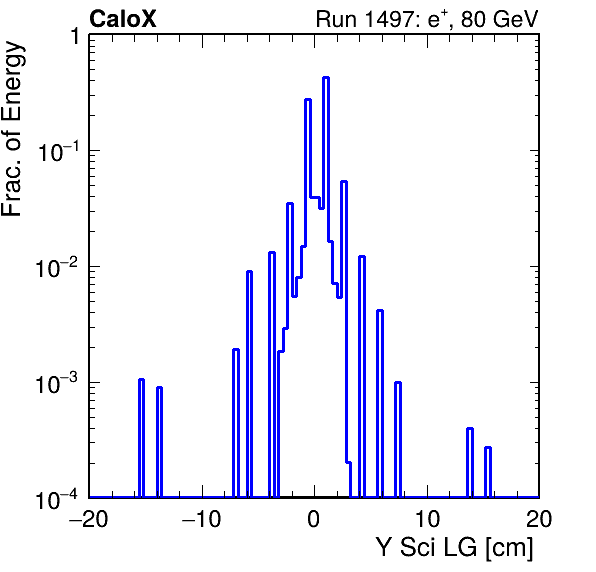 CaloX Run 1497: e⁺, 80 GeV
Frac. of Energy
1
10⁻¹
10⁻²
10⁻³
10⁻⁴
−20 −10 0 10 20
Y Sci LG [cm]